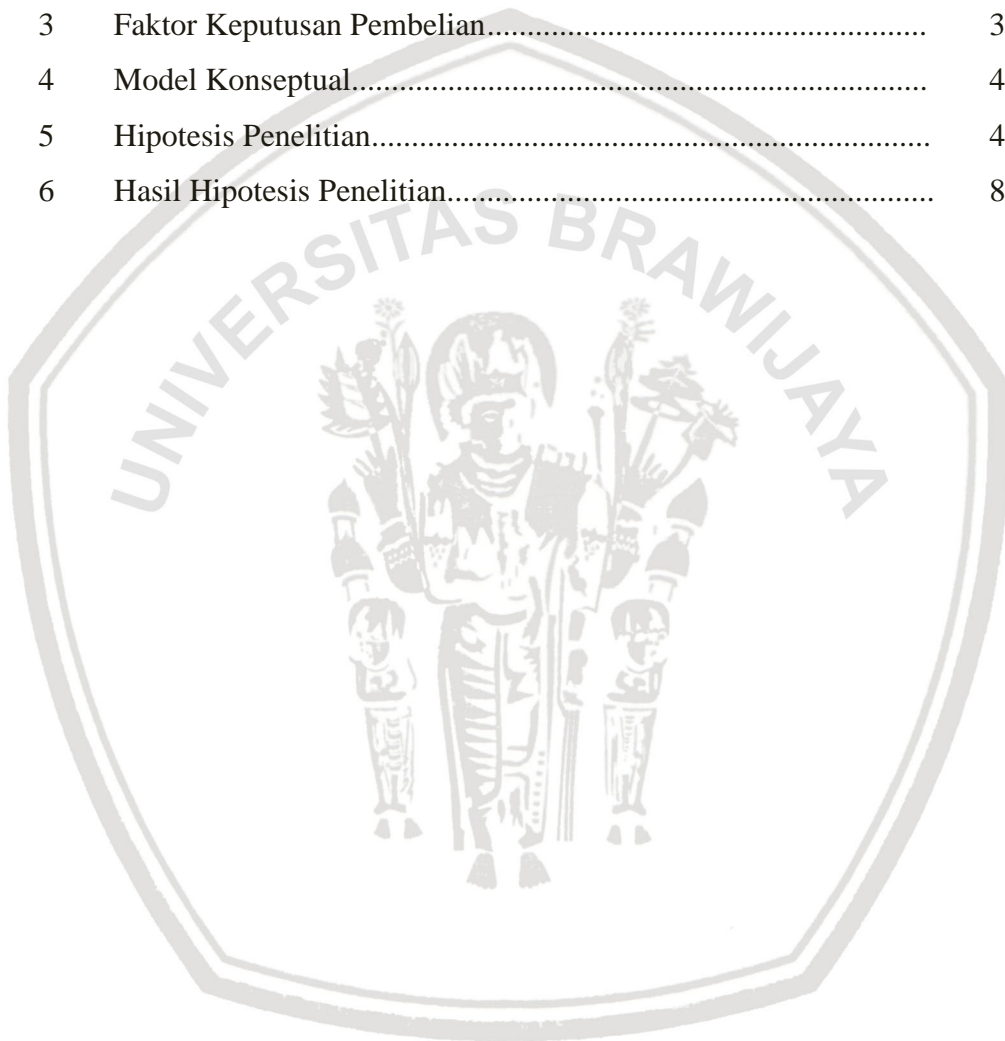 3 Faktor Keputusan Pembelian...................................................... 3
4 Model Konseptual....................................................................... 4
5 Hipotesis Penelitian..................................................................... 4
6 Hasil Hipotesis Penelitian............................................................ 8
UNIVERSITAS BRAWIJAYA